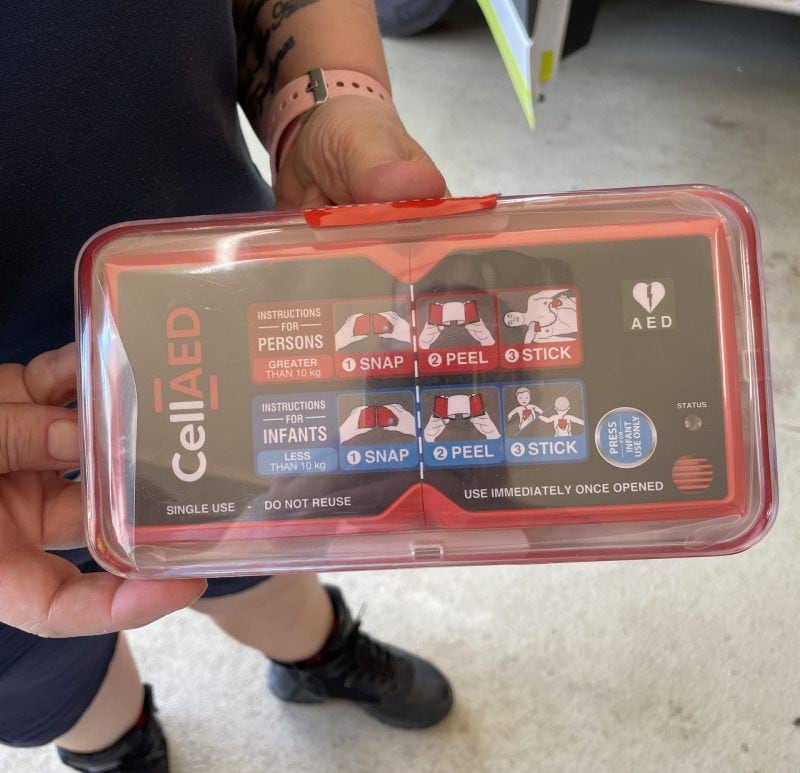 CellAED
INSTRUCTIONS
FOR
PERSONS
GREATER
THAN 10 kg
1 SNAP
2 PEEL
3 STICK
AED
INSTRUCTIONS
FOR
INFANTS
LESS
THAN 10 kg
1 SNAP
2 PEEL
3 STICK
PRESS
FOR
INFANT
USE ONLY
STATUS
SINGLE USE - DO NOT REUSE
USE IMMEDIATELY ONCE OPENED